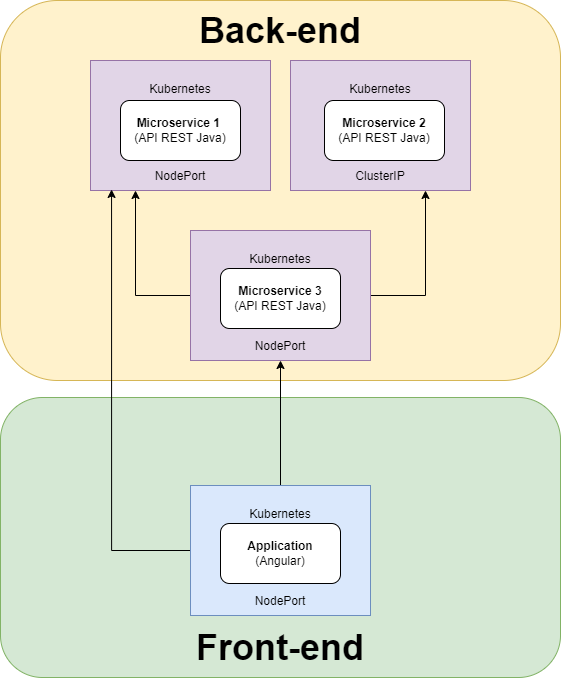 Back-end
Kubernetes
Microservice 1
(API REST Java)
NodePort
Kubernetes
Microservice 2
(API REST Java)
ClusterIP
Kubernetes
Microservice 3
(API REST Java)
NodePort
Kubernetes
Application
(Angular)
NodePort
Front-end